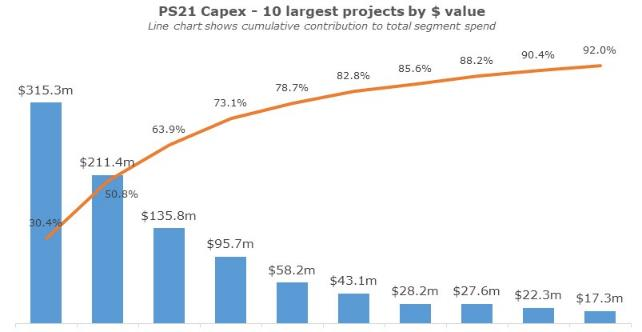 PS21 Capex - 10 largest projects by $ value
Line chart shows cumulative contribution to total segment spend
92.0%
90.4%
88.2%
85.6%
82.8%
78.7%
73.1%
63.9%
50.8%
30.4%
$315.3m
$211.4m
$135.8m
$95.7m
$58.2m
$43.1m
$28.2m
$27.6m
$22.3m
$17.3m